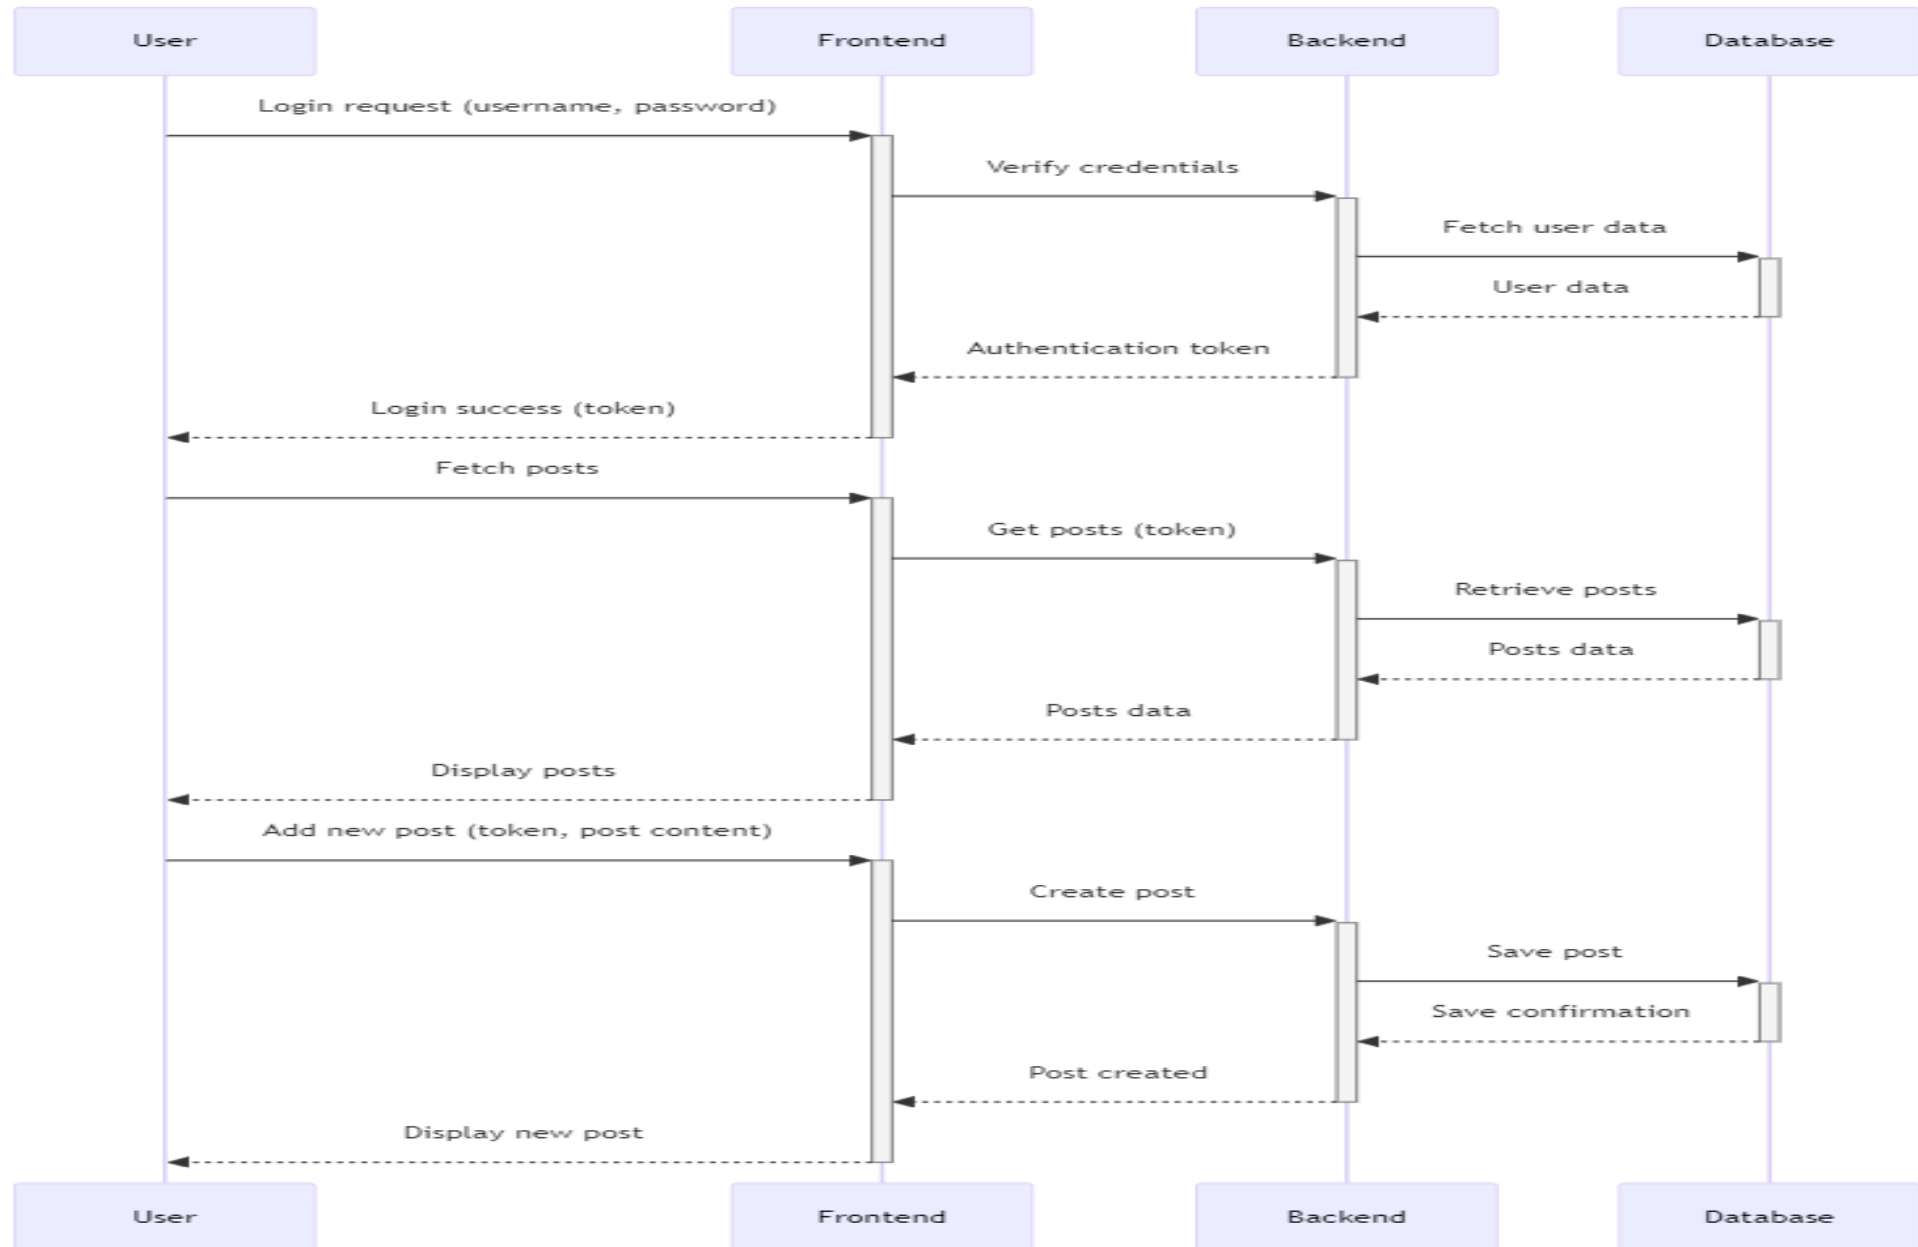 User
Frontend
Backend
Database
Login request (username, password)
Verify credentials
Fetch user data
User data
Authentication token
Login success (token)
Fetch posts
Get posts (token)
Retrieve posts
Posts data
Posts data
Display posts
Add new post (token, post content)
Create post
Save post
Save confirmation
Post created
Display new post
User
Frontend
Backend
Database